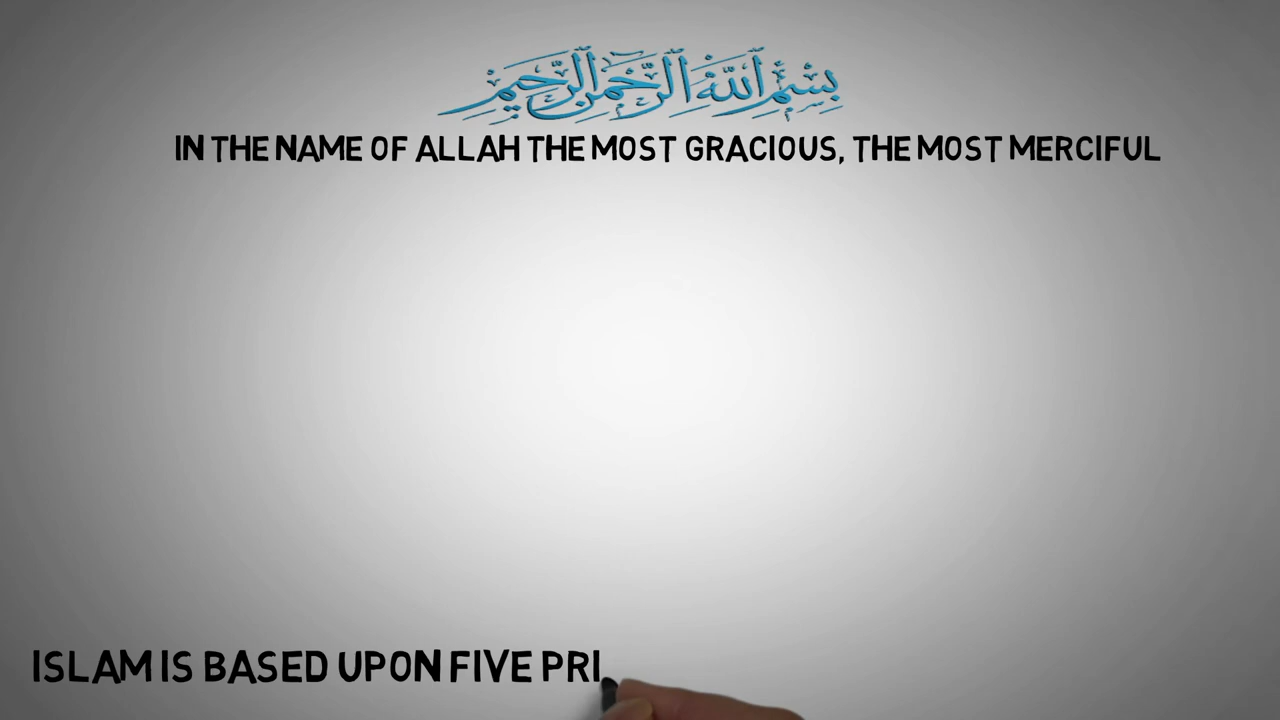 بِسْمِ ٱللَّهِ ٱلرَّحْمَٰنِ ٱلرَّحِيمِ
IN THE NAME OF ALLAH THE MOST GRACIOUS, THE MOST MERCIFUL
ISLAM IS BASED UPON FIVE PRI